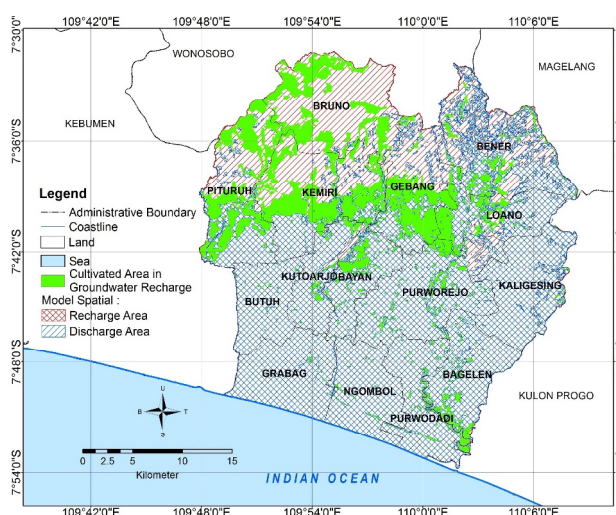 109°42'0"E 109°48'0"E 109°54'0"E 110°0'0"E 110°6'0"E
7°30'0"S
WONOSOBO
MAGELANG
BRUNO
KEBUMEN
7°36'0"S
BENER
PITURUH
KEMIRI
GEBANG
LOANO
Legend
Administrative Boundary
Coastline
Land
Sea
Cultivated Area in
Groundwater Recharge
Model Spatial :
Recharge Area
Discharge Area
7°42'0"S
KUTOARJO
BAYAN
BUTUH
PURWOREJO
KALIGESING
7°48'0"S
GRABAG
BAGELEN
NGOMBOL
KULON PROGO
PURWODADI
U
B T
S
0 2.5 5 10 15
Kilometer
7°54'0"S
INDIAN OCEAN
109°42'0"E 109°48'0"E 109°54'0"E 110°0'0"E 110°6'0"E